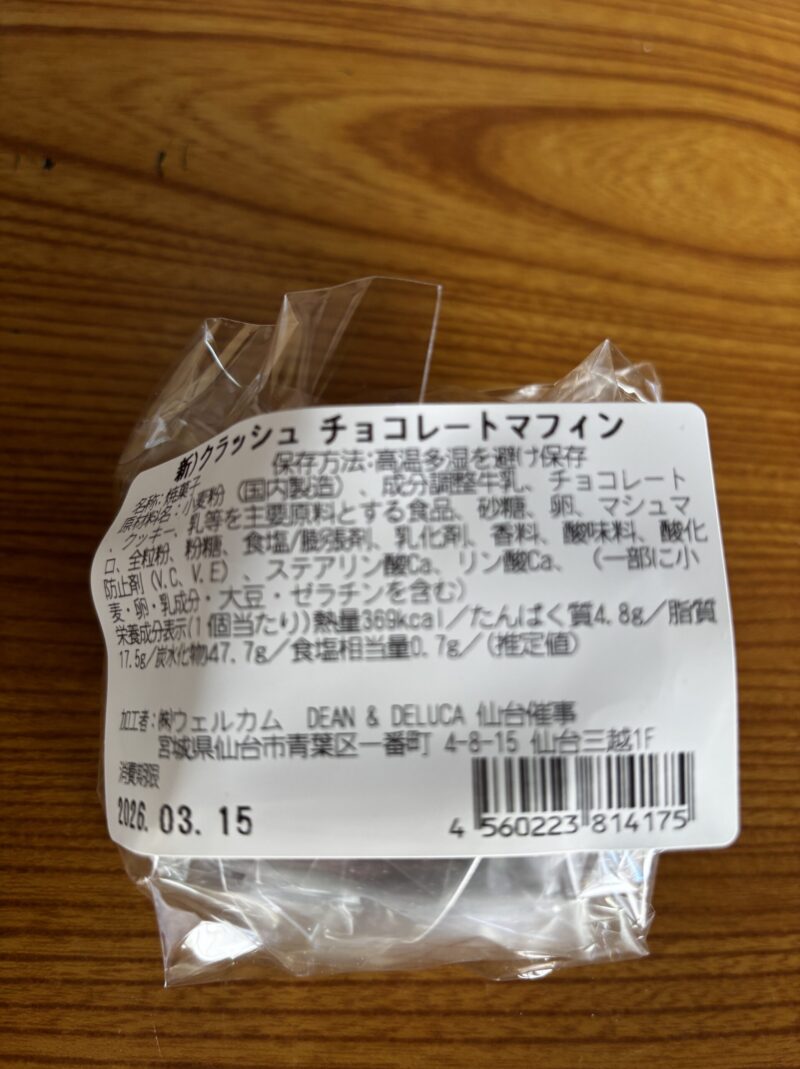 新)クラッシュ チョコレートマフィン
保存方法:高温多湿を避け保存
名称:焼菓子
原材料名:小麦粉(国内製造)、成分調整牛乳、チョコレート
クッキー、乳等を主要原料とする食品、砂糖、卵、マシュマ
ロ、全粒粉、粉糖、食塩/膨張剤、乳化剤、香料、酸味料、酸化
防止剤(V.C、V.E)、ステアリン酸Ca、リン酸Ca、(一部に小
麦・卵・乳成分・大豆・ゼラチンを含む)
栄養成分表示(1個当たり)熱量369kcal/たんぱく質4.8g/脂質
17.5g/炭水化物47.7g/食塩相当量0.7g/(推定値)
加工者:㈱ウェルカム DEAN & DELUCA 仙台催事
宮城県仙台市青葉区一番町 4-8-15 仙台三越1F
消費期限
2026. 03. 15
4 560223 814175